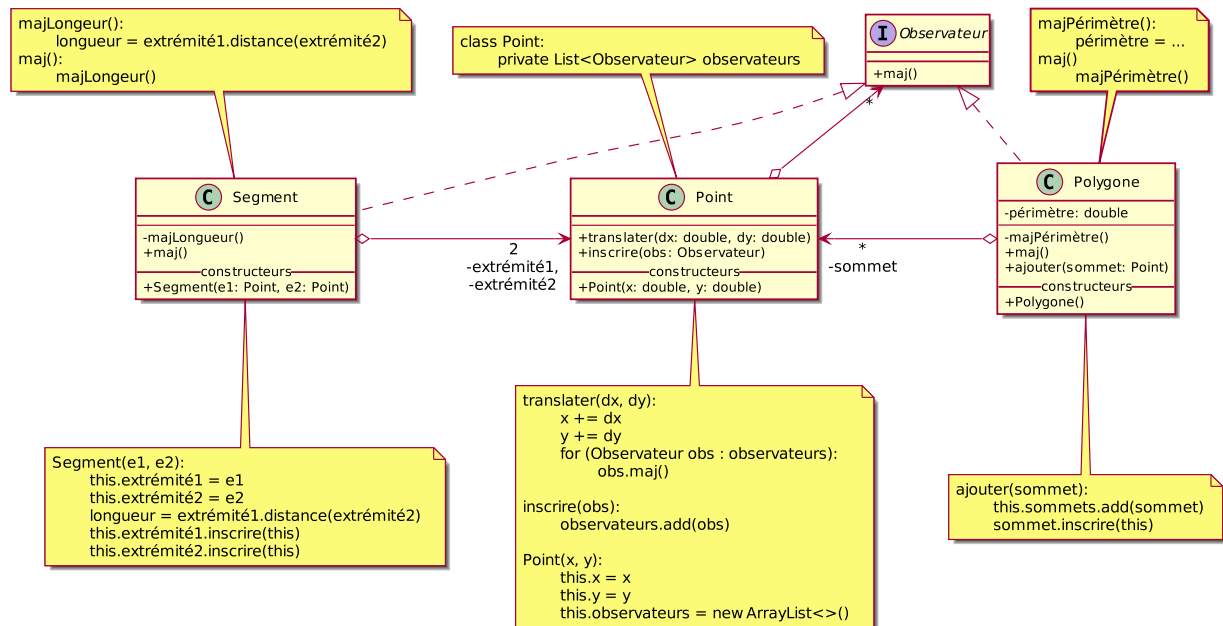 majLongeur():
longueur = extrémité1.distance(extrémité2)
maj():
majLongeur()
class Point:
private List<Observateur> observateurs
I Observateur
+maj()
majPérimètre():
périmètre = ...
maj()
majPérimètre()
*
C Segment
-majLongueur()
+maj()
constructeurs
+Segment(e1: Point, e2: Point)
2
-extrémité1,
-extrémité2
C Point
+translater(dx: double, dy: double)
+inscrire(obs: Observateur)
constructeurs
+Point(x: double, y: double)
*
-sommet
C Polygone
-périmètre: double
-majPérimètre()
+maj()
+ajouter(sommet: Point)
constructeurs
+Polygone()
Segment(e1, e2):
this.extrémité1 = e1
this.extrémité2 = e2
longueur = extrémité1.distance(extrémité2)
this.extrémité1.inscrire(this)
this.extrémité2.inscrire(this)
translater(dx, dy):
x += dx
y += dy
for (Observateur obs : observateurs):
obs.maj()
inscrire(obs):
observateurs.add(obs)
Point(x, y):
this.x = x
this.y = y
this.observateurs = new ArrayList<>()
ajouter(sommet):
this.sommets.add(sommet)
sommet.inscrire(this)